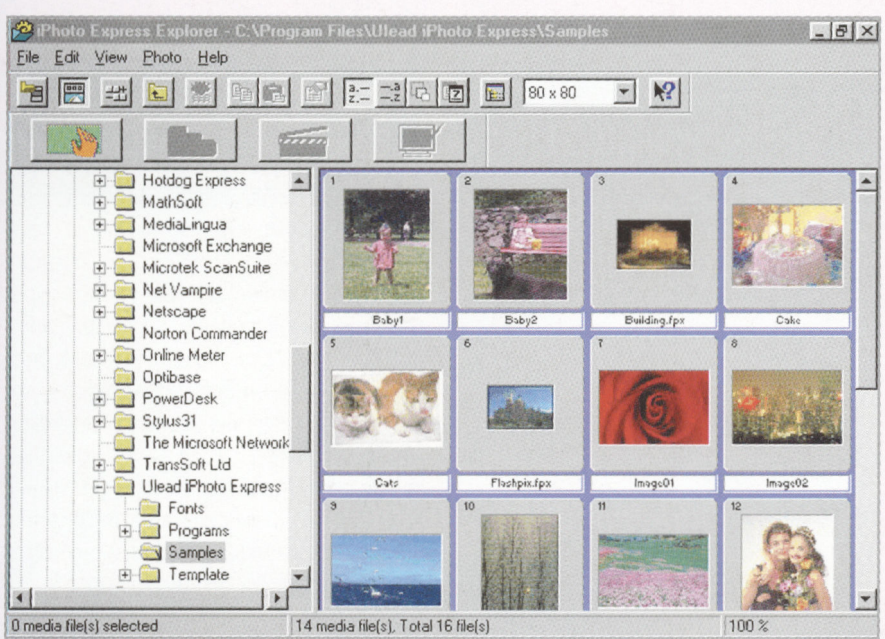 iPhoto Express Explorer - C:\Program Files\Ulead iPhoto Express\Samples
File Edit View Photo Help
a.— —.a
z.— —.z
Z
80 x 80
?
Hotdog Express
MathSoft
MediaLingua
Microsoft Exchange
Microtek ScanSuite
Net Vampire
Netscape
Norton Commander
Online Meter
Optibase
PowerDesk
Stylus31
The Microsoft Network
TransSoft Ltd
Ulead iPhoto Express
Fonts
Programs
Samples
Template
1 2 3 4
Baby1 Baby2 Building.fpx Cake
5 6 7 8
Cats Flashpix.fpx Image01 Image02
9 10 11 12
0 media file(s) selected 14 media file(s), Total 16 file(s) 100 %